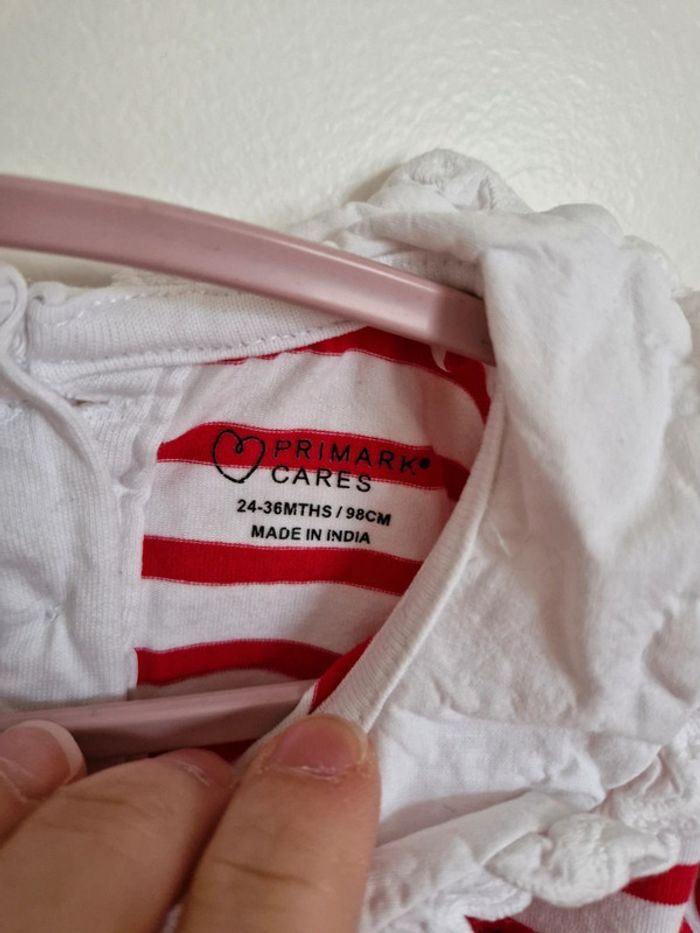 PRIMARK
CARES
24-36MTHS / 98CM
MADE IN INDIA